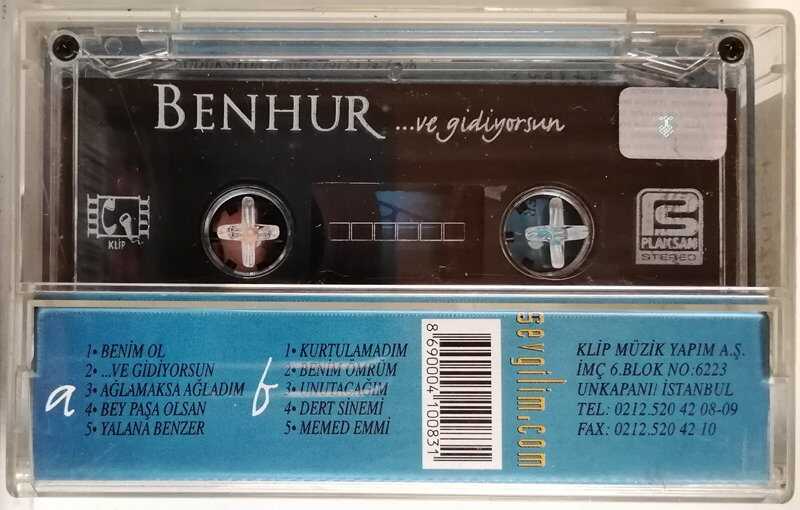 BENHUR ...ve gidiyorsun
KLİP
PLAKSAN
STEREO
a
1• BENİM OL
2• ...VE GİDİYORSUN
3• AĞLAMAKSA AĞLADIM
4• BEY PAŞA OLSAN
5• YALANA BENZER
b
1• KURTULAMADIM
2• BENİM ÖMRÜM
3• UNUTACAĞIM
4• DERT SİNEMİ
5• MEMED EMMİ
8 690004 100831
sevgilim.com
KLİP MÜZİK YAPIM A.Ş.
İMÇ 6.BLOK NO:6223
UNKAPANI/ İSTANBUL
TEL: 0212.520 42 08-09
FAX: 0212.520 42 10